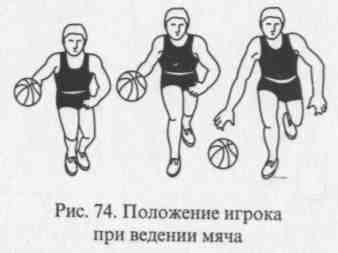 Рис. 74. Положение игрока
при ведении мяча